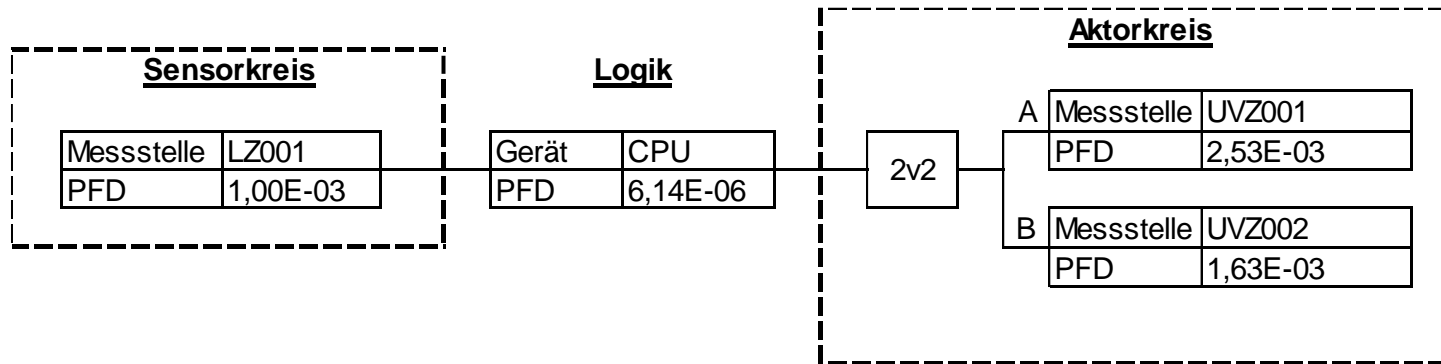 Sensorkreis
Messstelle LZ001
PFD 1,00E-03
Logik
Gerät CPU
PFD 6,14E-06
Aktorkreis
2v2
A Messstelle UVZ001
PFD 2,53E-03
B Messstelle UVZ002
PFD 1,63E-03